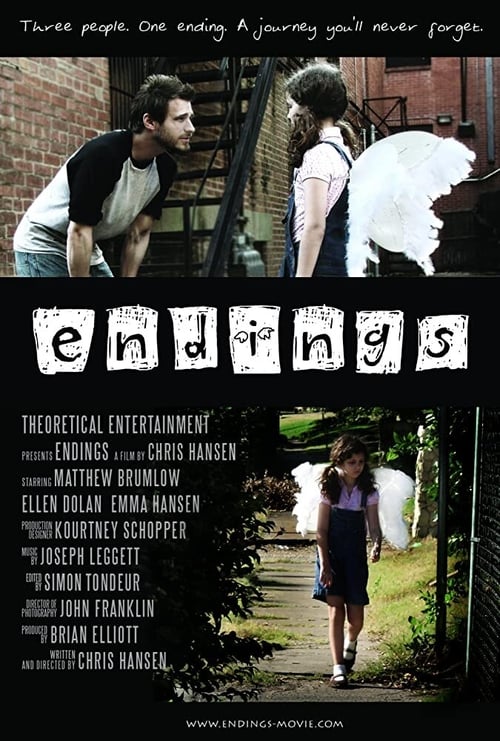 Three people. One ending. A journey you'll never forget.
endings
THEORETICAL ENTERTAINMENT
PRESENTS ENDINGS A FILM BY CHRIS HANSEN
STARRING MATTHEW BRUMLOW
ELLEN DOLAN EMMA HANSEN
PRODUCTION DESIGNER KOURTNEY SCHOPPER
MUSIC BY JOSEPH LEGGETT
EDITED BY SIMON TONDEUR
DIRECTOR OF PHOTOGRAPHY JOHN FRANKLIN
PRODUCED BY BRIAN ELLIOTT
WRITTEN AND DIRECTED BY CHRIS HANSEN
WWW.ENDINGS-MOVIE.COM